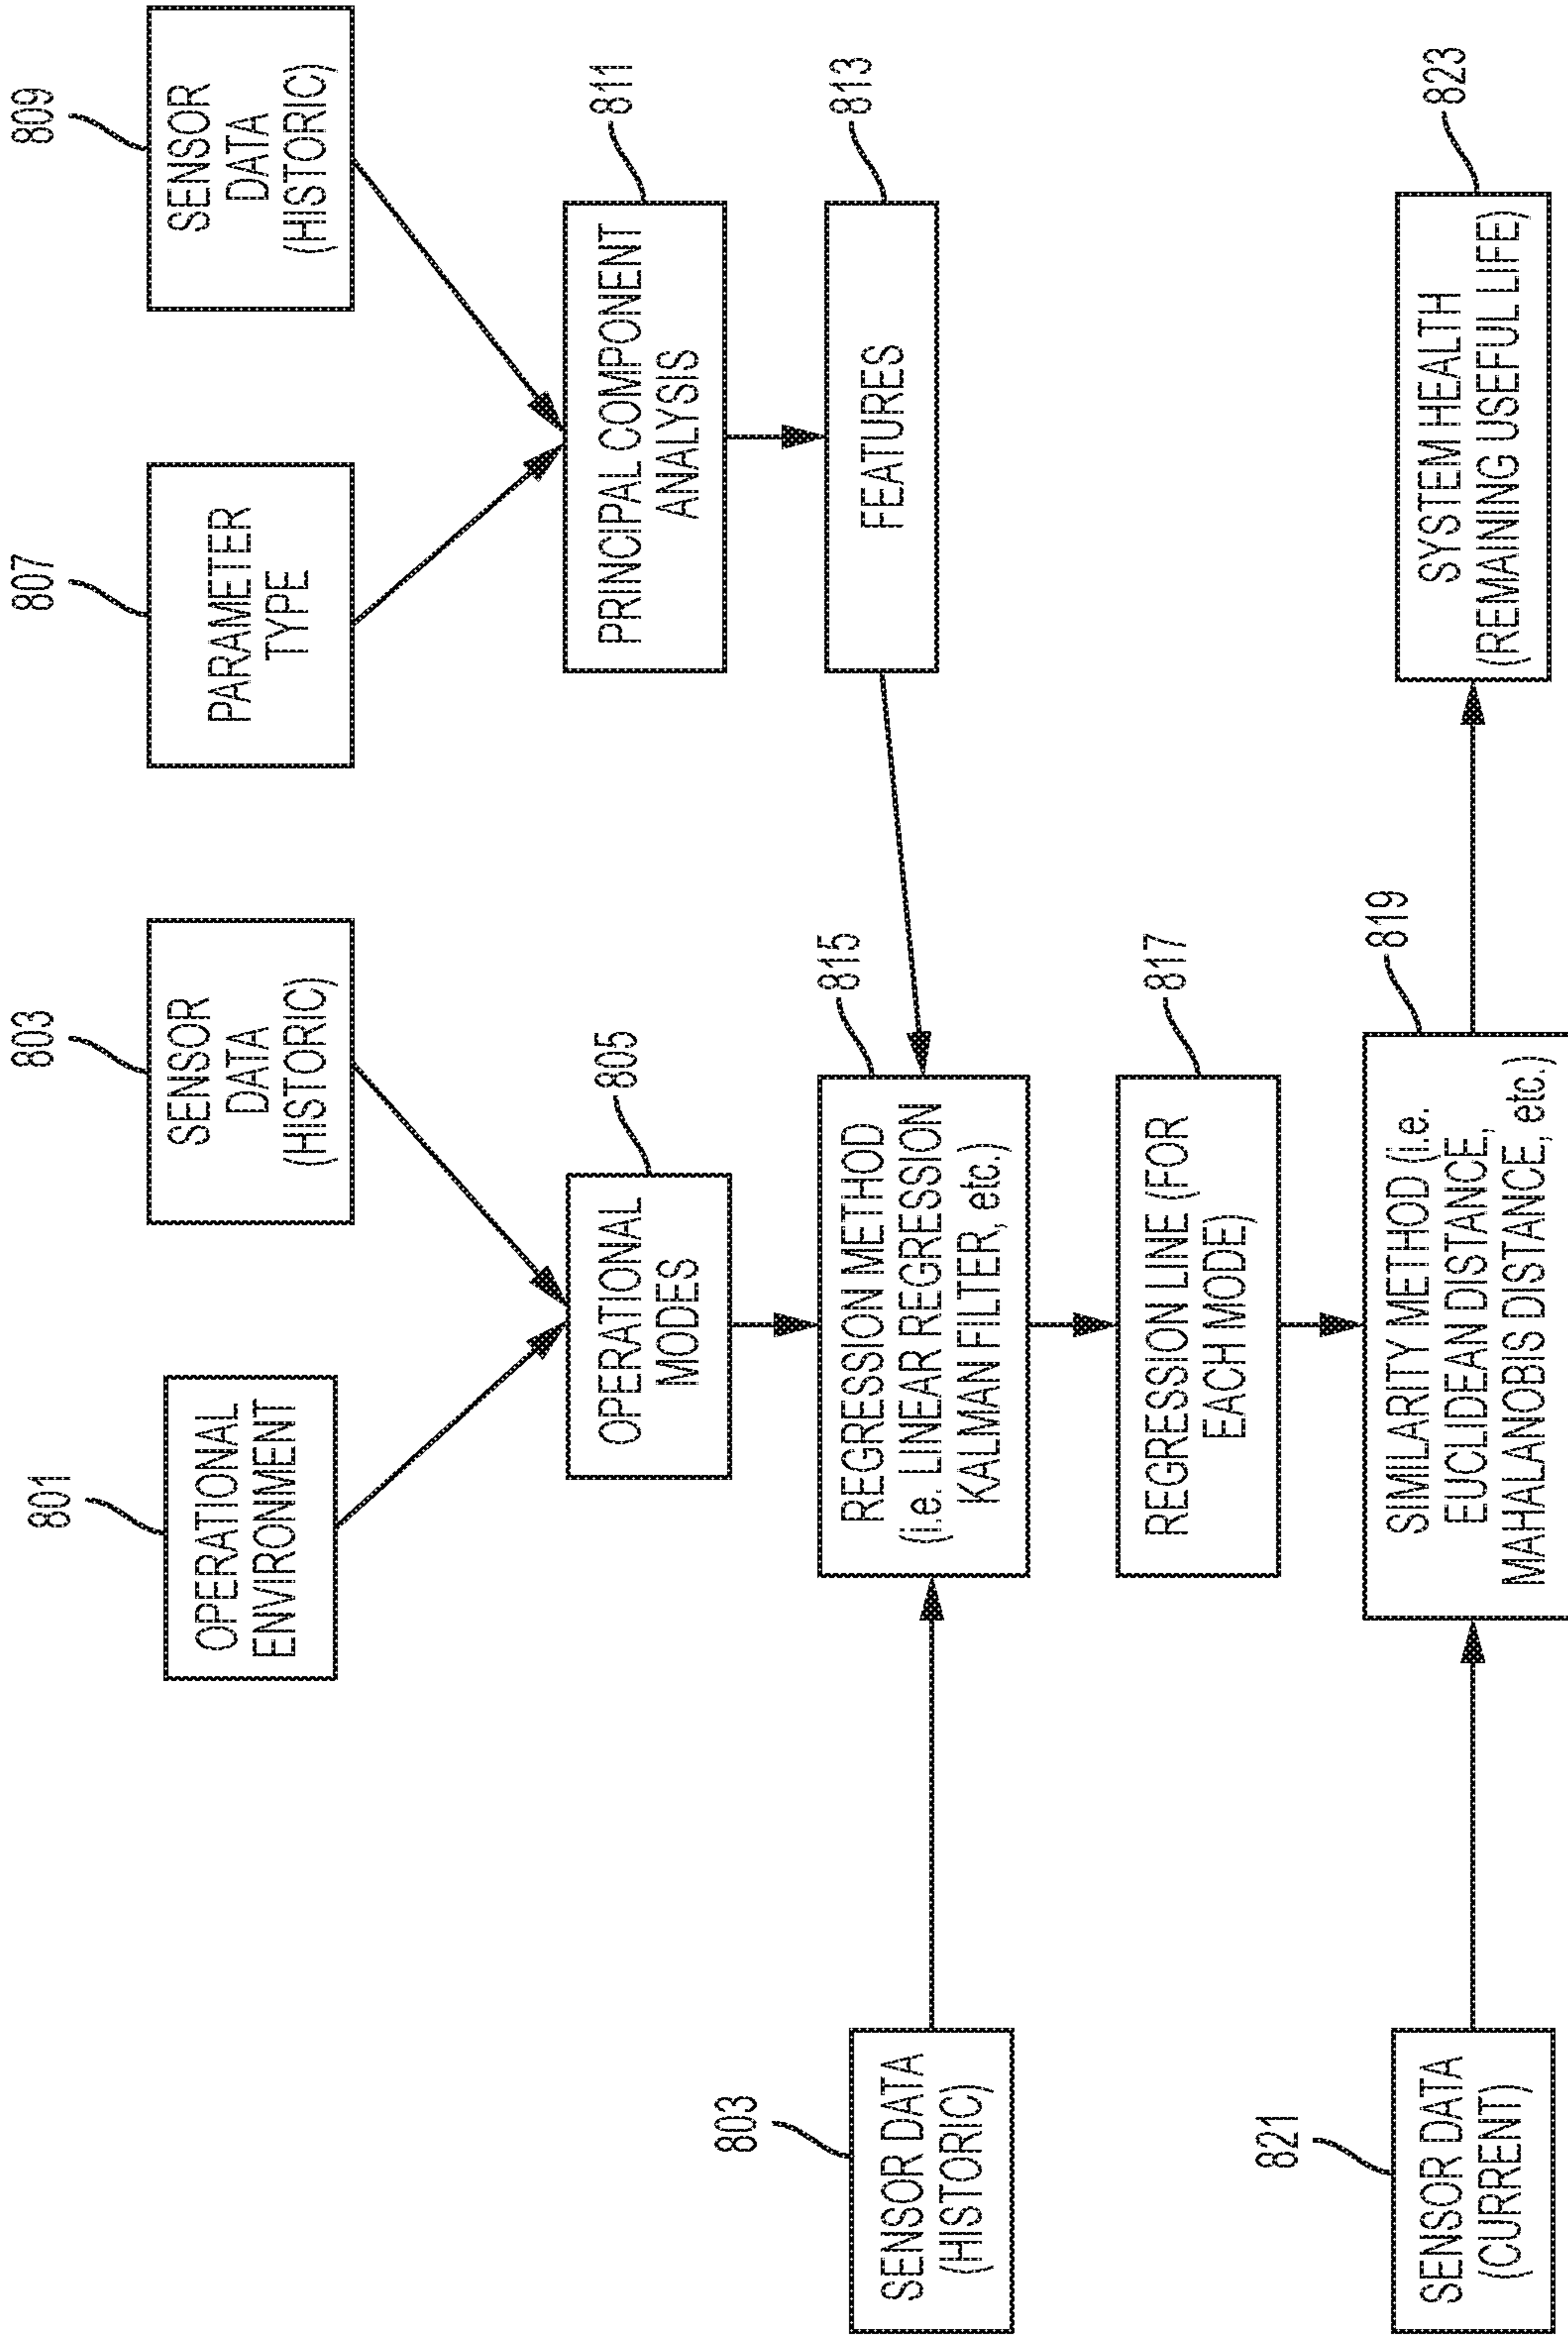 801
OPERATIONAL
ENVIRONMENT
803
SENSOR
DATA
(HISTORIC)
807
PARAMETER
TYPE
809
SENSOR
DATA
(HISTORIC)
805
OPERATIONAL
MODES
811
PRINCIPAL COMPONENT
ANALYSIS
813
FEATURES
803
SENSOR DATA
(HISTORIC)
815
REGRESSION METHOD
(i.e. LINEAR REGRESSION
KALMAN FILTER, etc.)
817
REGRESSION LINE (FOR
EACH MODE)
821
SENSOR DATA
(CURRENT)
819
SIMILARITY METHOD (i.e.
EUCLIDEAN DISTANCE,
MAHALANOBIS DISTANCE, etc.)
823
SYSTEM HEALTH
(REMAINING USEFUL LIFE)